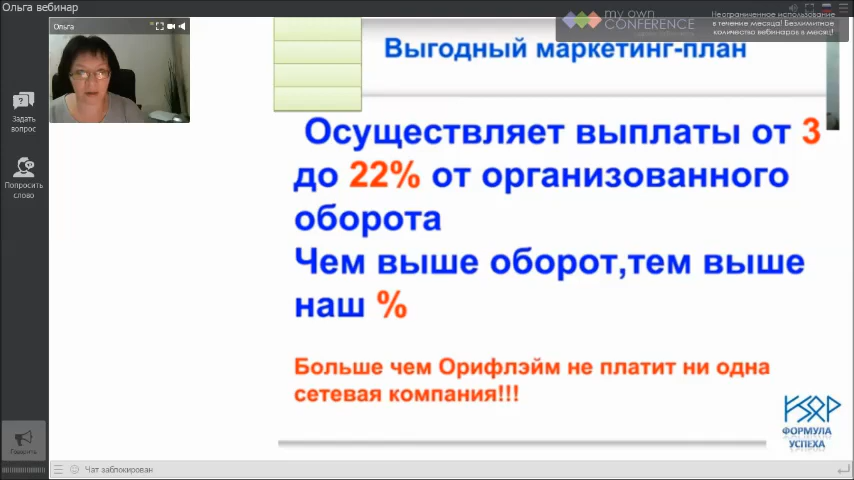 Ольга вебинар
my own
CONFERENCE
Неограниченное использование
в течение месяца! Безлимитное
количество вебинаров в месяц!
Ольга
Выгодный маркетинг-план
Задать
вопрос
Попросить
слово
Осуществляет выплаты от 3
до 22% от организованного
оборота
Чем выше оборот,тем выше
наш %
Больше чем Орифлэйм не платит ни одна
сетевая компания!!!
ФОРМУЛА
УСПЕХА
Говорить
Чат заблокирован